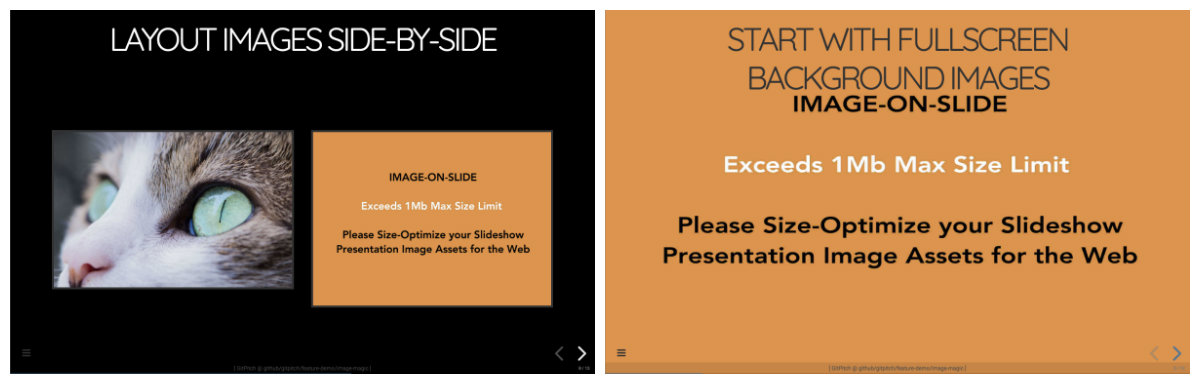 LAYOUT IMAGES SIDE-BY-SIDE
IMAGE-ON-SLIDE
Exceeds 1Mb Max Size Limit
Please Size-Optimize your Slideshow
Presentation Image Assets for the Web
[ GitPitch @ github/gitpitch/feature-demo/image-magic ]
START WITH FULLSCREEN
BACKGROUND IMAGES
IMAGE-ON-SLIDE
Exceeds 1Mb Max Size Limit
Please Size-Optimize your Slideshow
Presentation Image Assets for the Web
[ GitPitch @ github/gitpitch/feature-demo/image-magic ]